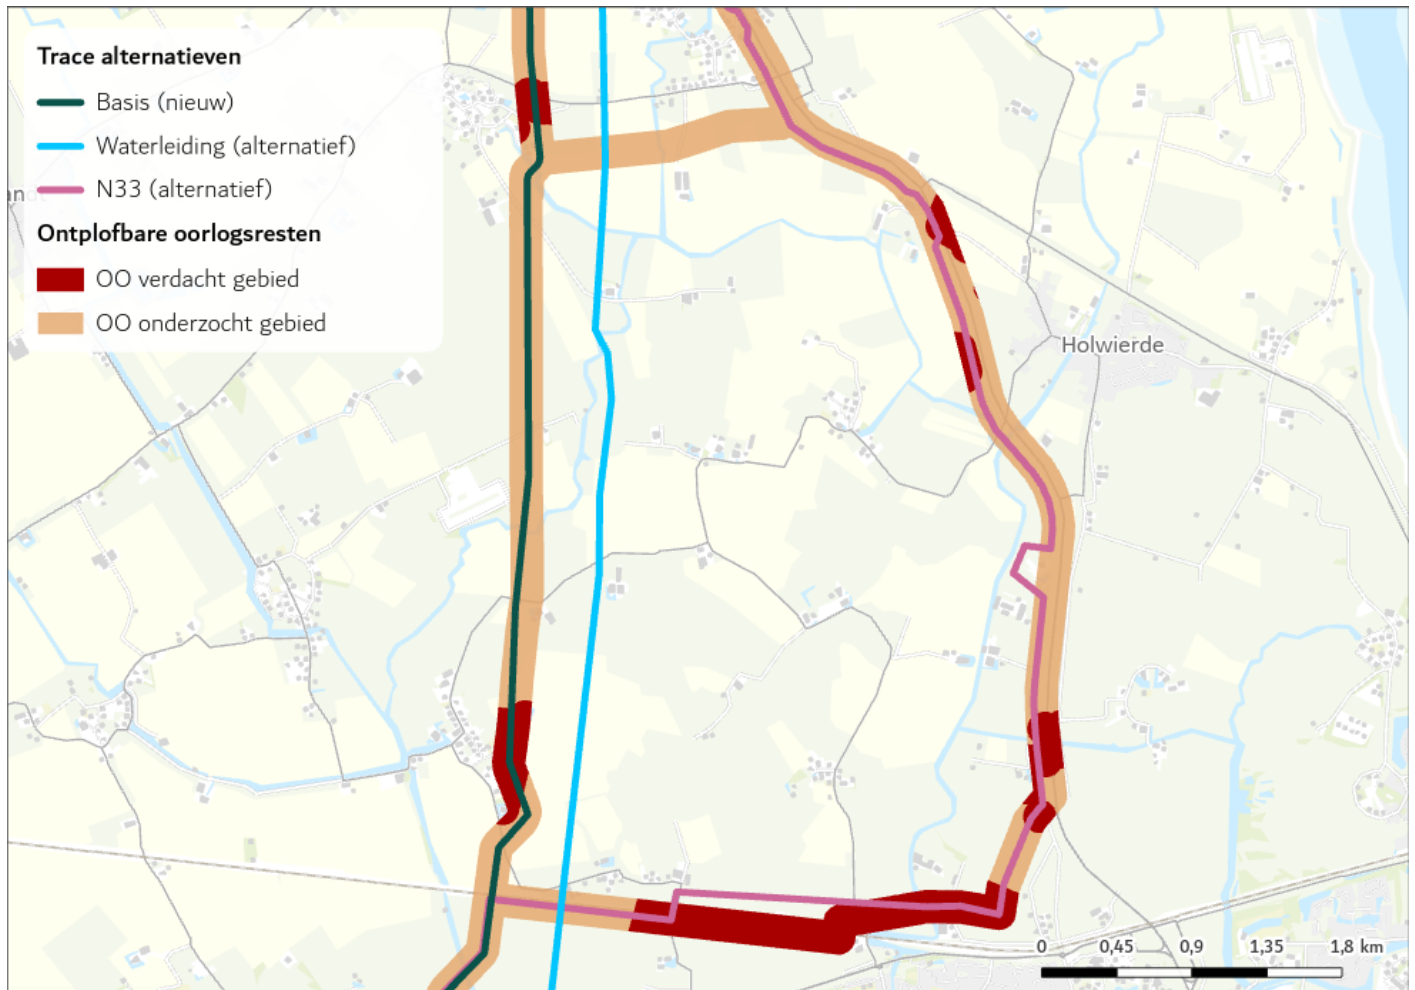 Trace alternatieven
Basis (nieuw)
Waterleiding (alternatief)
N33 (alternatief)
Ontplofbare oorlogsresten
OO verdacht gebied
OO onderzocht gebied
Holwierde
0 0,45 0,9 1,35 1,8 km